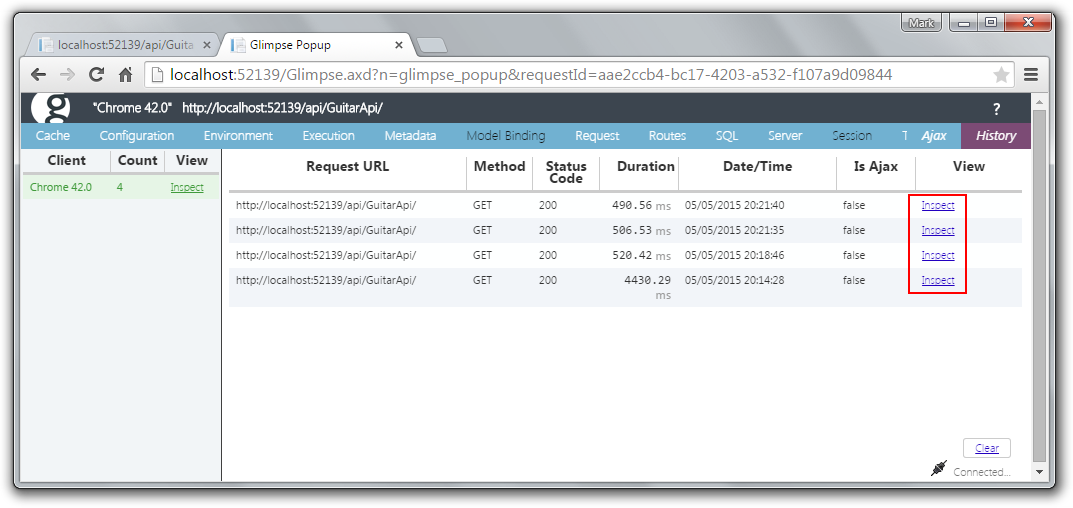 Mark
localhost:52139/api/Guita
Glimpse Popup
localhost:52139/Glimpse.axd?n=glimpse_popup&requestId=aae2ccb4-bc17-4203-a532-f107a9d09844
g "Chrome 42.0" http://localhost:52139/api/GuitarApi/ ?
Cache Configuration Environment Execution Metadata Model Binding Request Routes SQL Server Session T Ajax History
Client Count View
Chrome 42.0 4 Inspect
Request URL Method Status Code Duration Date/Time Is Ajax View
http://localhost:52139/api/GuitarApi/ GET 200 490.56 ms 05/05/2015 20:21:40 false Inspect
http://localhost:52139/api/GuitarApi/ GET 200 506.53 ms 05/05/2015 20:21:35 false Inspect
http://localhost:52139/api/GuitarApi/ GET 200 520.42 ms 05/05/2015 20:18:46 false Inspect
http://localhost:52139/api/GuitarApi/ GET 200 4430.29 ms 05/05/2015 20:14:28 false Inspect
Clear
Connected...